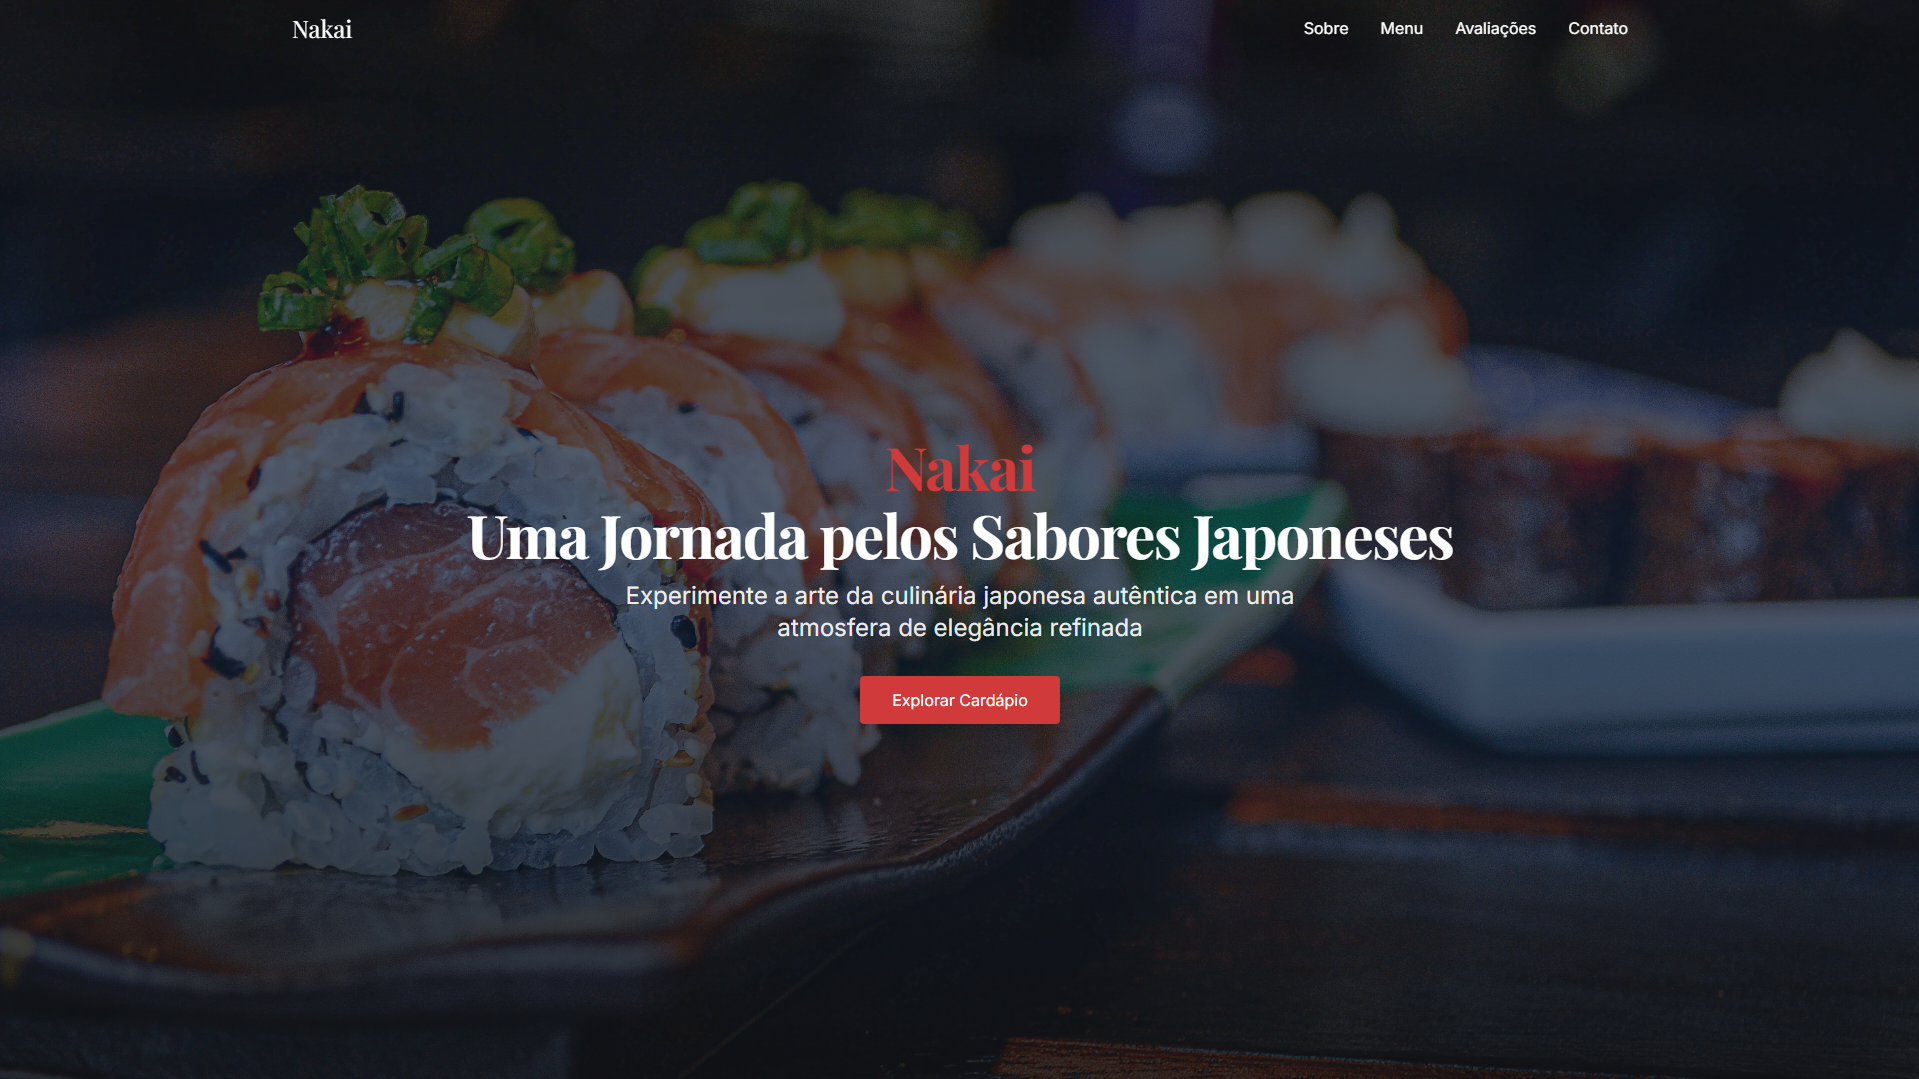 Nakai
Sobre
Menu
Avaliações
Contato
Nakai
Uma Jornada pelos Sabores Japoneses
Experimente a arte da culinária japonesa autêntica em uma
atmosfera de elegância refinada
Explorar Cardápio